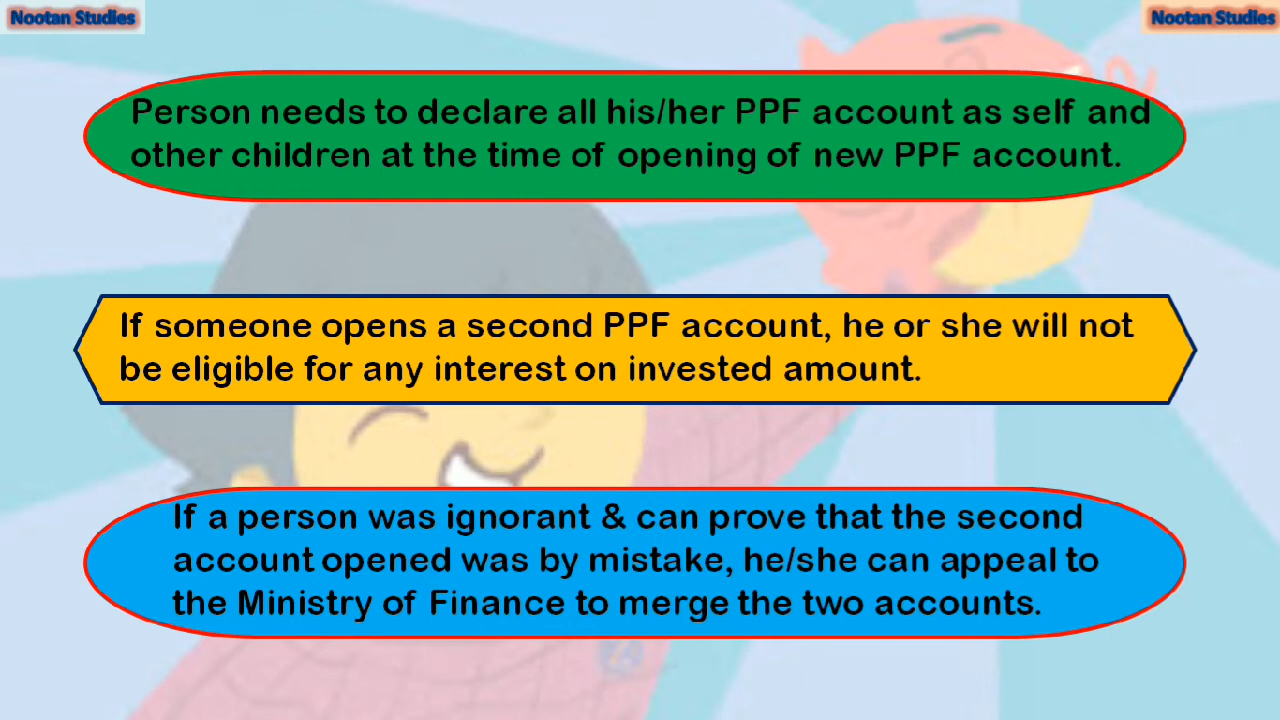 Nootan Studies
Nootan Studies
Person needs to declare all his/her PPF account as self and
other children at the time of opening of new PPF account.
If someone opens a second PPF account, he or she will not
be eligible for any interest on invested amount.
If a person was ignorant & can prove that the second
account opened was by mistake, he/she can appeal to
the Ministry of Finance to merge the two accounts.